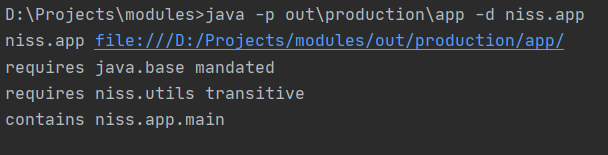 D:\Projects\modules>java -p out\production\app -d niss.app
niss.app file:///D:/Projects/modules/out/production/app/
requires java.base mandated
requires niss.utils transitive
contains niss.app.main